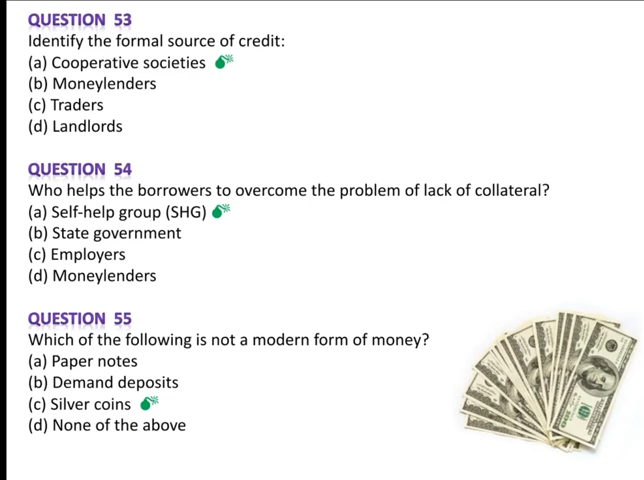 QUESTION 53
Identify the formal source of credit:
(a) Cooperative societies
(b) Moneylenders
(c) Traders
(d) Landlords
QUESTION 54
Who helps the borrowers to overcome the problem of lack of collateral?
(a) Self-help group (SHG)
(b) State government
(c) Employers
(d) Moneylenders
QUESTION 55
Which of the following is not a modern form of money?
(a) Paper notes
(b) Demand deposits
(c) Silver coins
(d) None of the above